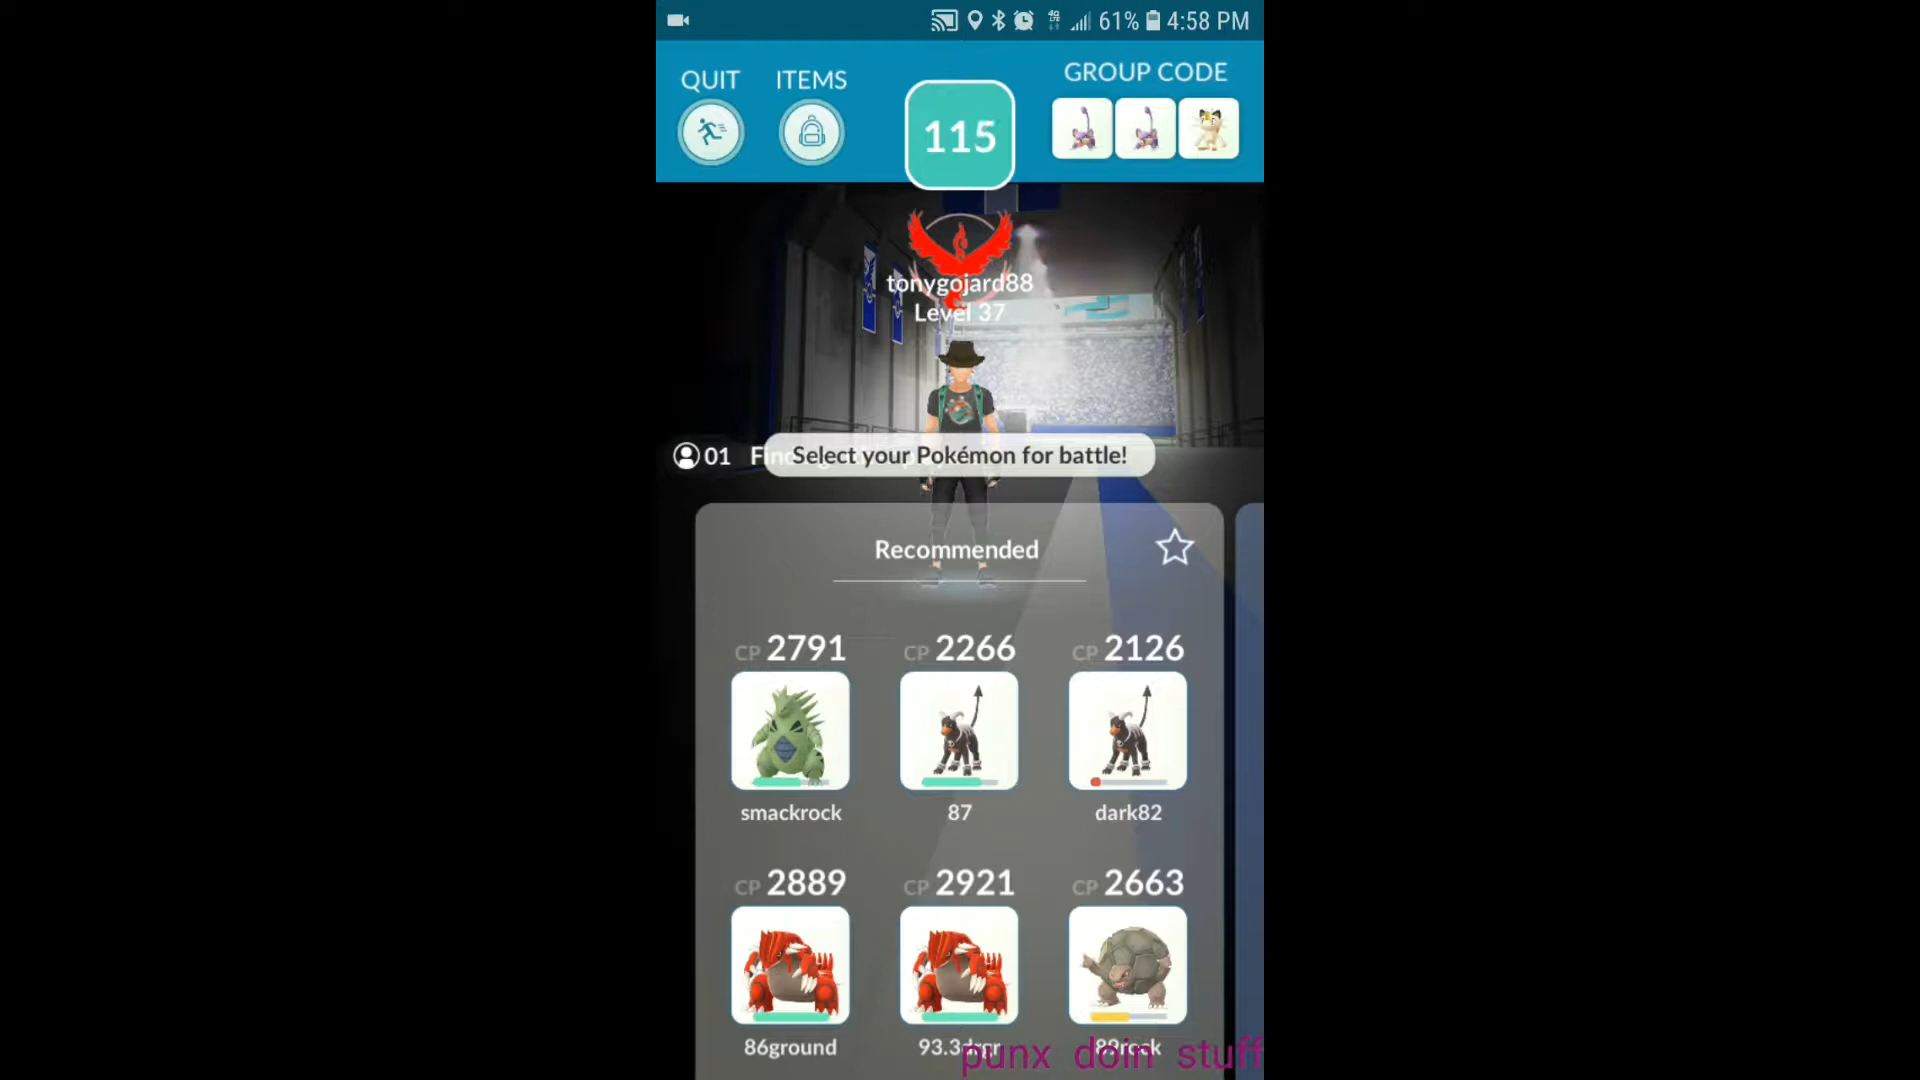 61% 4:58 PM
QUIT ITEMS 115 GROUP CODE
tonygojard88
Level 37
01
Select your Pokémon for battle!
Recommended
CP 2791 CP 2266 CP 2126
smackrock 87 dark82
CP 2889 CP 2921 CP 2663
86ground
punx doin stuff